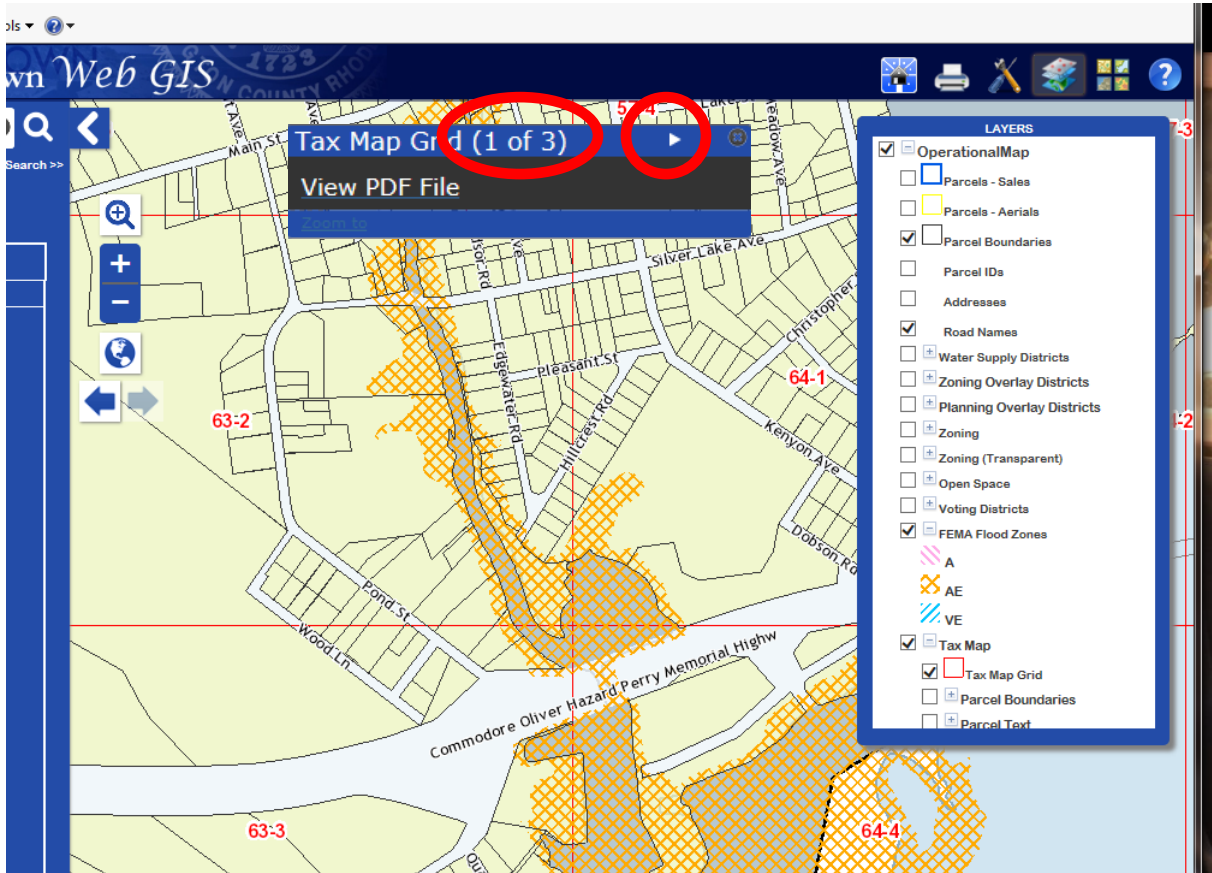 ols
wn Web GIS
1723
COUNTY RHO
Search >>
Main St
Tax Map Grid (1 of 3)
View PDF File
Zoom to
Meadow Ave
Silver Lake Ave
Christopher
Edgewater Rd
Pleasant St
Hillcrest Rd
Kenyon Ave
64-1
63-2
Dobson Rd
Pond St
Wood Ln
Commodore Oliver Hazard Perry Memorial Highw
63-3
64-4
LAYERS
OperationalMap
Parcels - Sales
Parcels - Aerials
Parcel Boundaries
Parcel IDs
Addresses
Road Names
Water Supply Districts
Zoning Overlay Districts
Planning Overlay Districts
Zoning
Zoning (Transparent)
Open Space
Voting Districts
FEMA Flood Zones
A
AE
VE
Tax Map
Tax Map Grid
Parcel Boundaries
Parcel Text